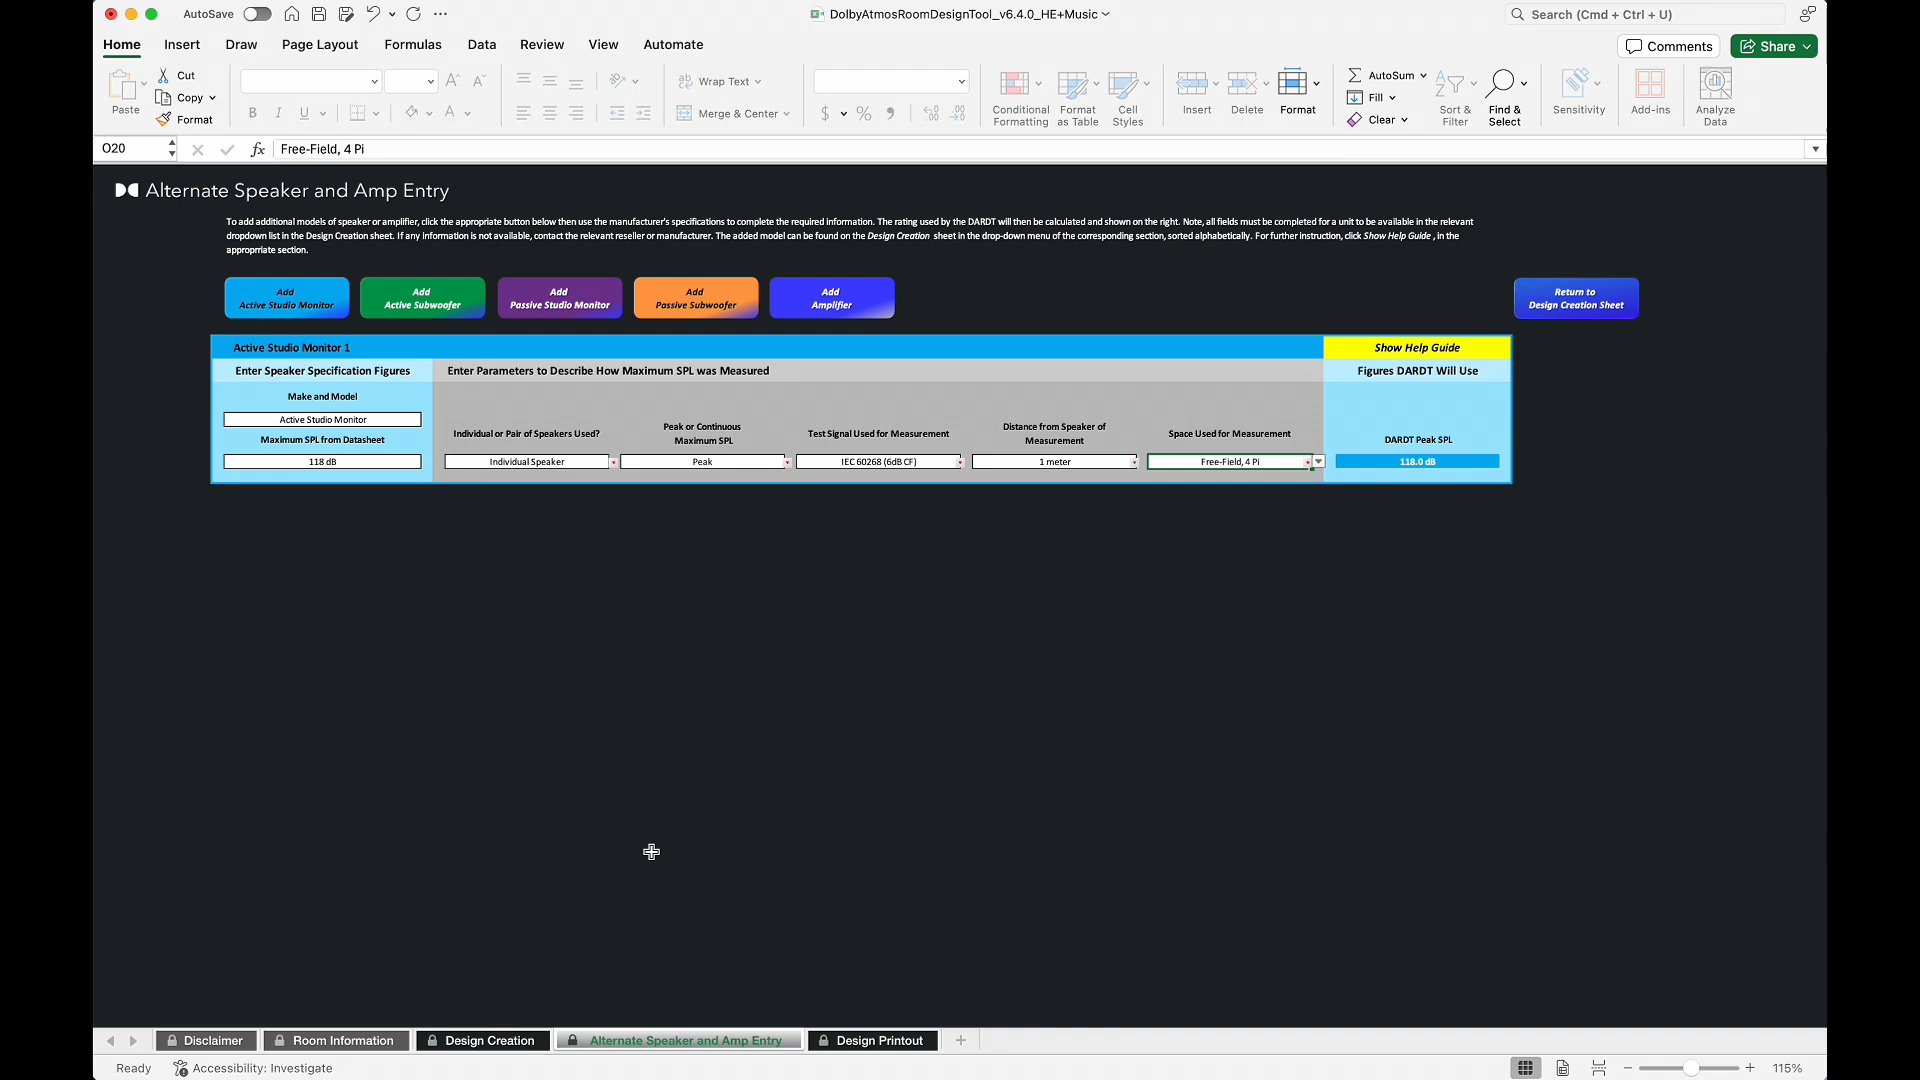 AutoSave
DolbyAtmosRoomDesignTool_v6.4.0_HE+Music
Search (Cmd + Ctrl + U)
Home Insert Draw Page Layout Formulas Data Review View Automate
Comments
Share
Paste
Cut
Copy
Format
Wrap Text
Merge & Center
Conditional Formatting
Format as Table
Cell Styles
Insert
Delete
Format
AutoSum
Fill
Clear
Sort & Filter
Find & Select
Sensitivity
Add-ins
Analyze Data
O20
fx Free-Field, 4 Pi
Alternate Speaker and Amp Entry
To add additional models of speaker or amplifier, click the appropriate button below then use the manufacturer's specifications to complete the required information. The rating used by the DARDT will then be calculated and shown on the right. Note, all fields must be completed for a unit to be available in the relevant
dropdown list in the Design Creation sheet. If any information is not available, contact the relevant reseller or manufacturer. The added model can be found on the Design Creation sheet in the drop-down menu of the corresponding section, sorted alphabetically. For further instruction, click Show Help Guide, in the
appropriate section.
Add
Active Studio Monitor
Add
Active Subwoofer
Add
Passive Studio Monitor
Add
Passive Subwoofer
Add
Amplifier
Return to
Design Creation Sheet
Active Studio Monitor 1
Show Help Guide
Enter Speaker Specification Figures
Enter Parameters to Describe How Maximum SPL was Measured
Figures DARDT Will Use
Make and Model
Active Studio Monitor
Maximum SPL from Datasheet
118 dB
Individual or Pair of Speakers Used?
Individual Speaker
Peak or Continuous
Maximum SPL
Peak
Test Signal Used for Measurement
IEC 60268 (6dB CF)
Distance from Speaker of
Measurement
1 meter
Space Used for Measurement
Free-Field, 4 Pi
DARDT Peak SPL
118.0 dB
Disclaimer
Room Information
Design Creation
Alternate Speaker and Amp Entry
Design Printout
Ready
Accessibility: Investigate
115%